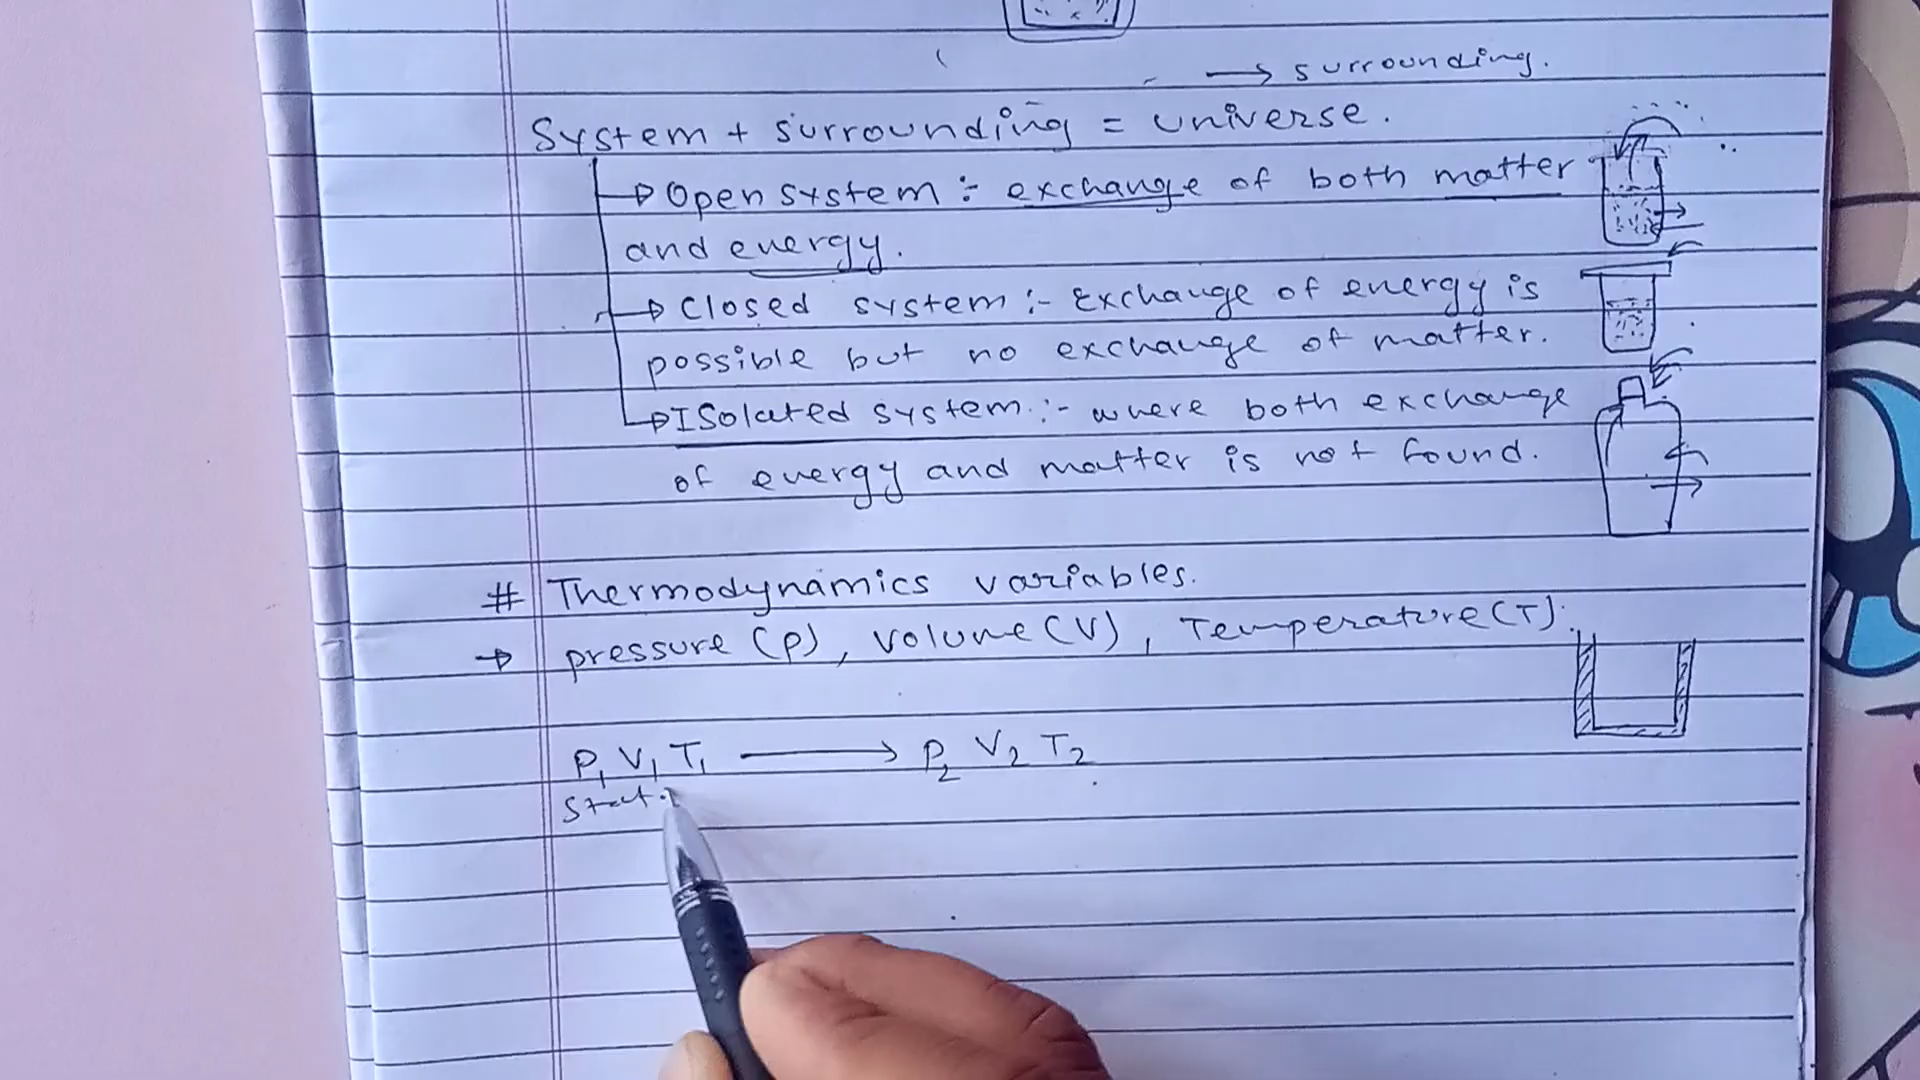 → surrounding.
System + surrounding = universe.
→ Open system :- exchange of both matter
and energy.
→ Closed system :- Exchange of energy is
possible but no exchange of matter.
→ Isolated system :- where both exchange
of energy and matter is not found.
# Thermodynamics variables.
→ pressure (P), volume (V), Temperature (T).
P₁ V₁ T₁ → P₂ V₂ T₂